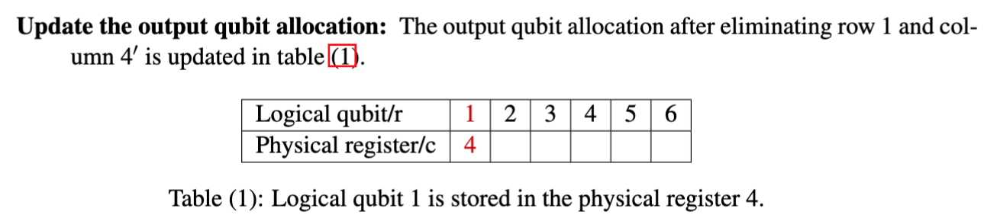 Update the output qubit allocation: The output qubit allocation after eliminating row 1 and col-
umn 4′ is updated in table (1).
Logical qubit/r 1 2 3 4 5 6
Physical register/c 4
Table (1): Logical qubit 1 is stored in the physical register 4.